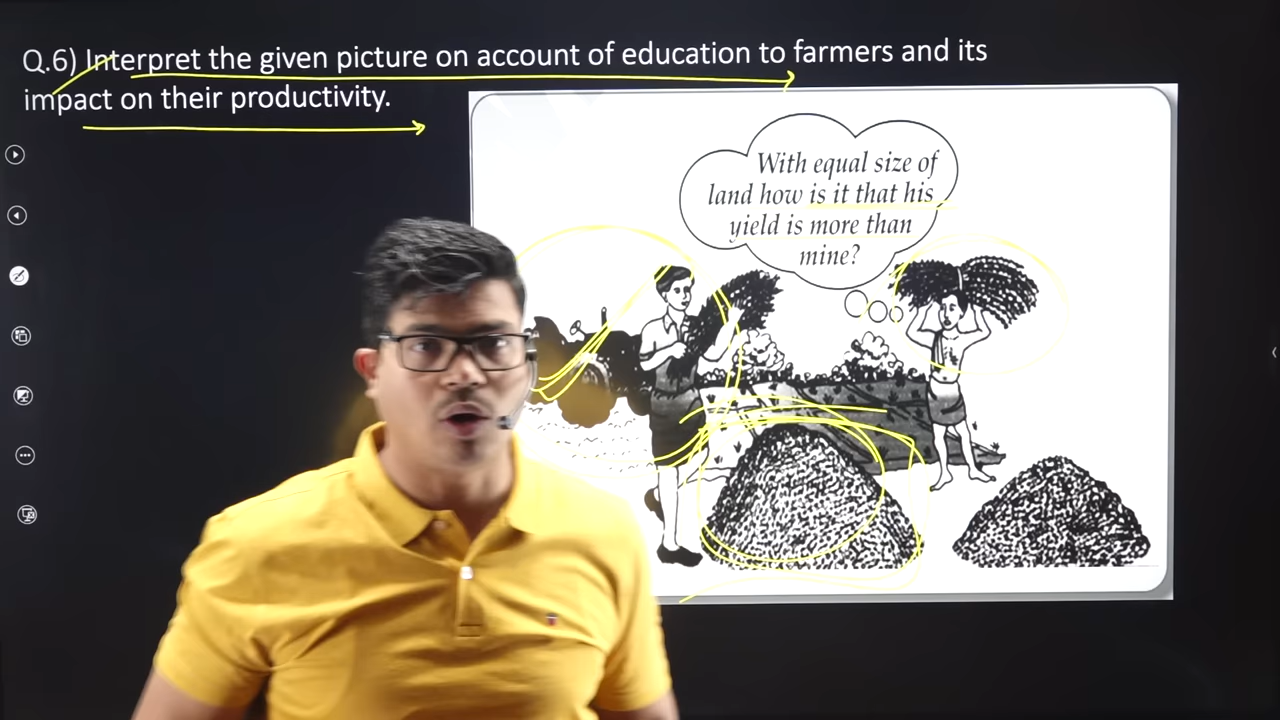 Q.6) Interpret the given picture on account of education to farmers and its
impact on their productivity.
With equal size of
land how is it that his
yield is more than
mine?